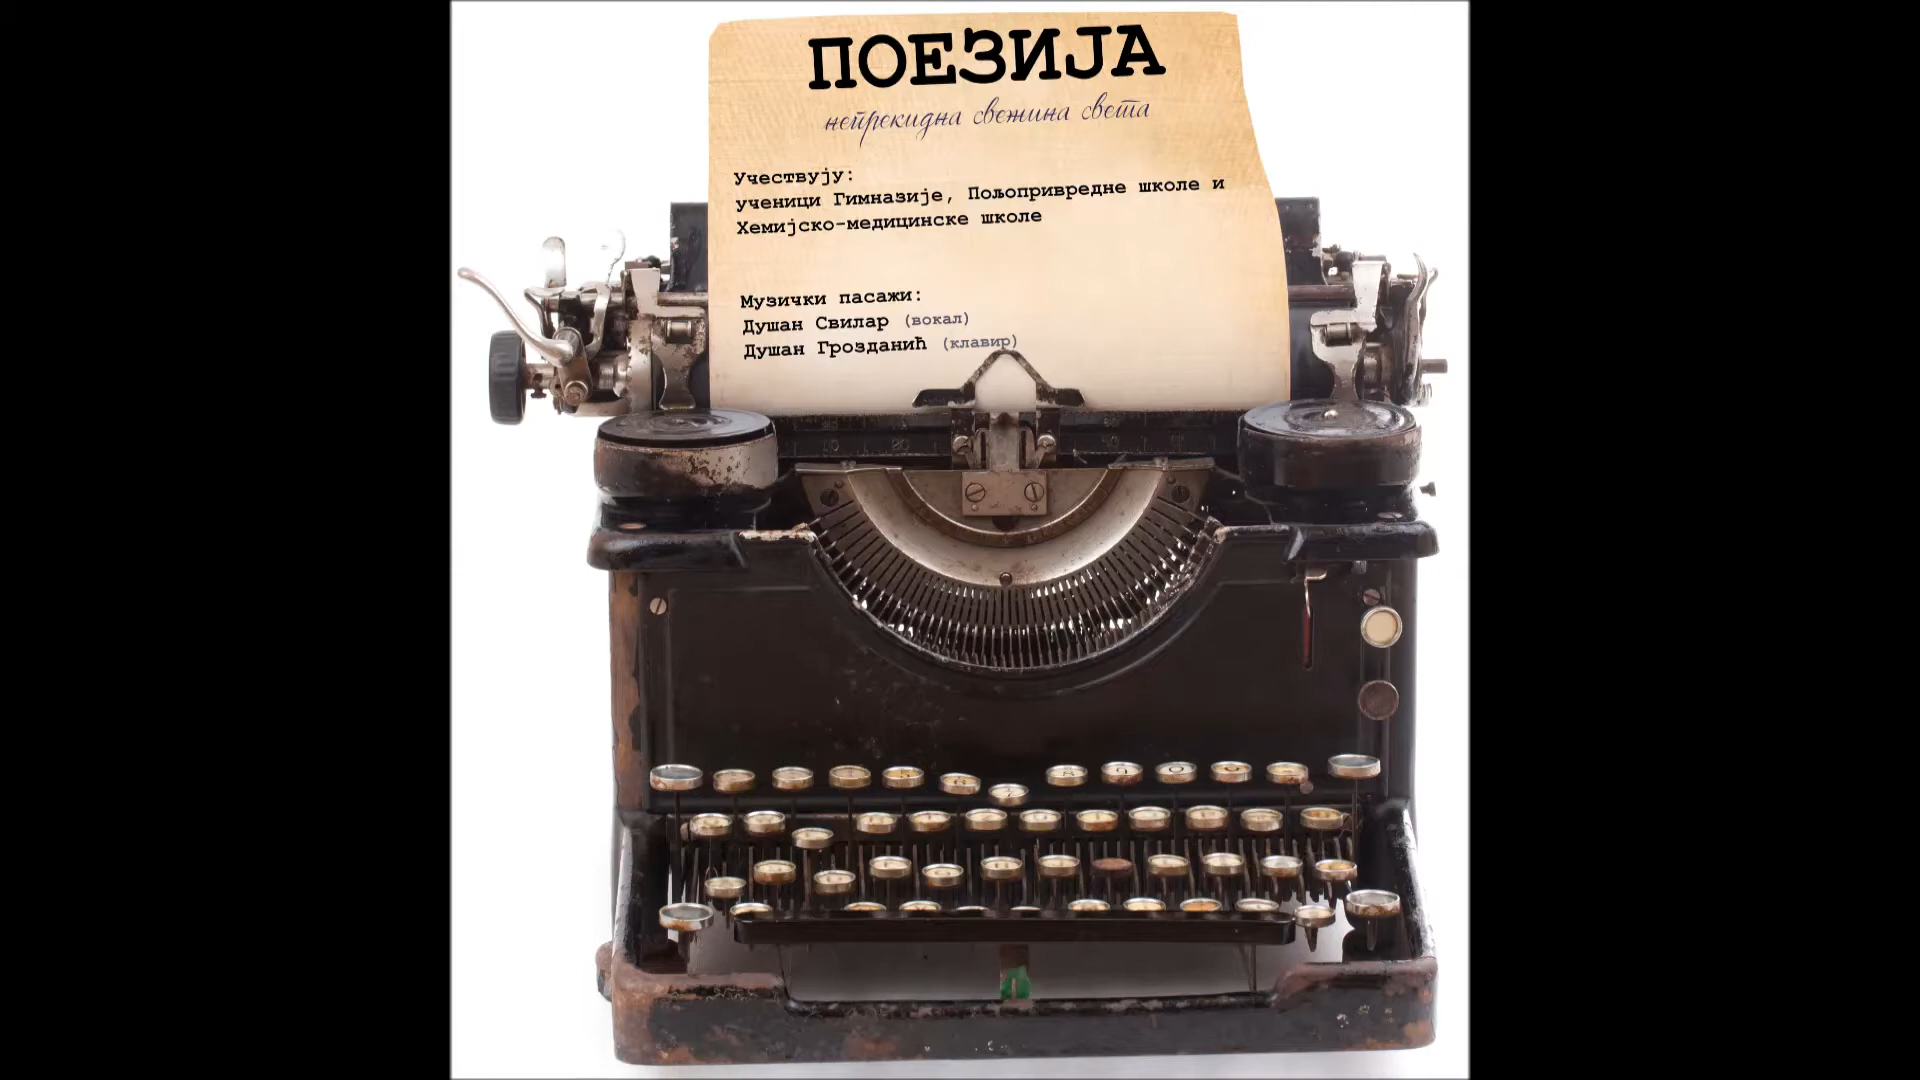 ПОЕЗИЈА
непрекидна свежина света
Учествују:
ученици Гимназије, Пољопривредне школе и
Хемијско-медицинске школе
Музички пасажи:
Душан Свилар (вокал)
Душан Грозданић (клавир)